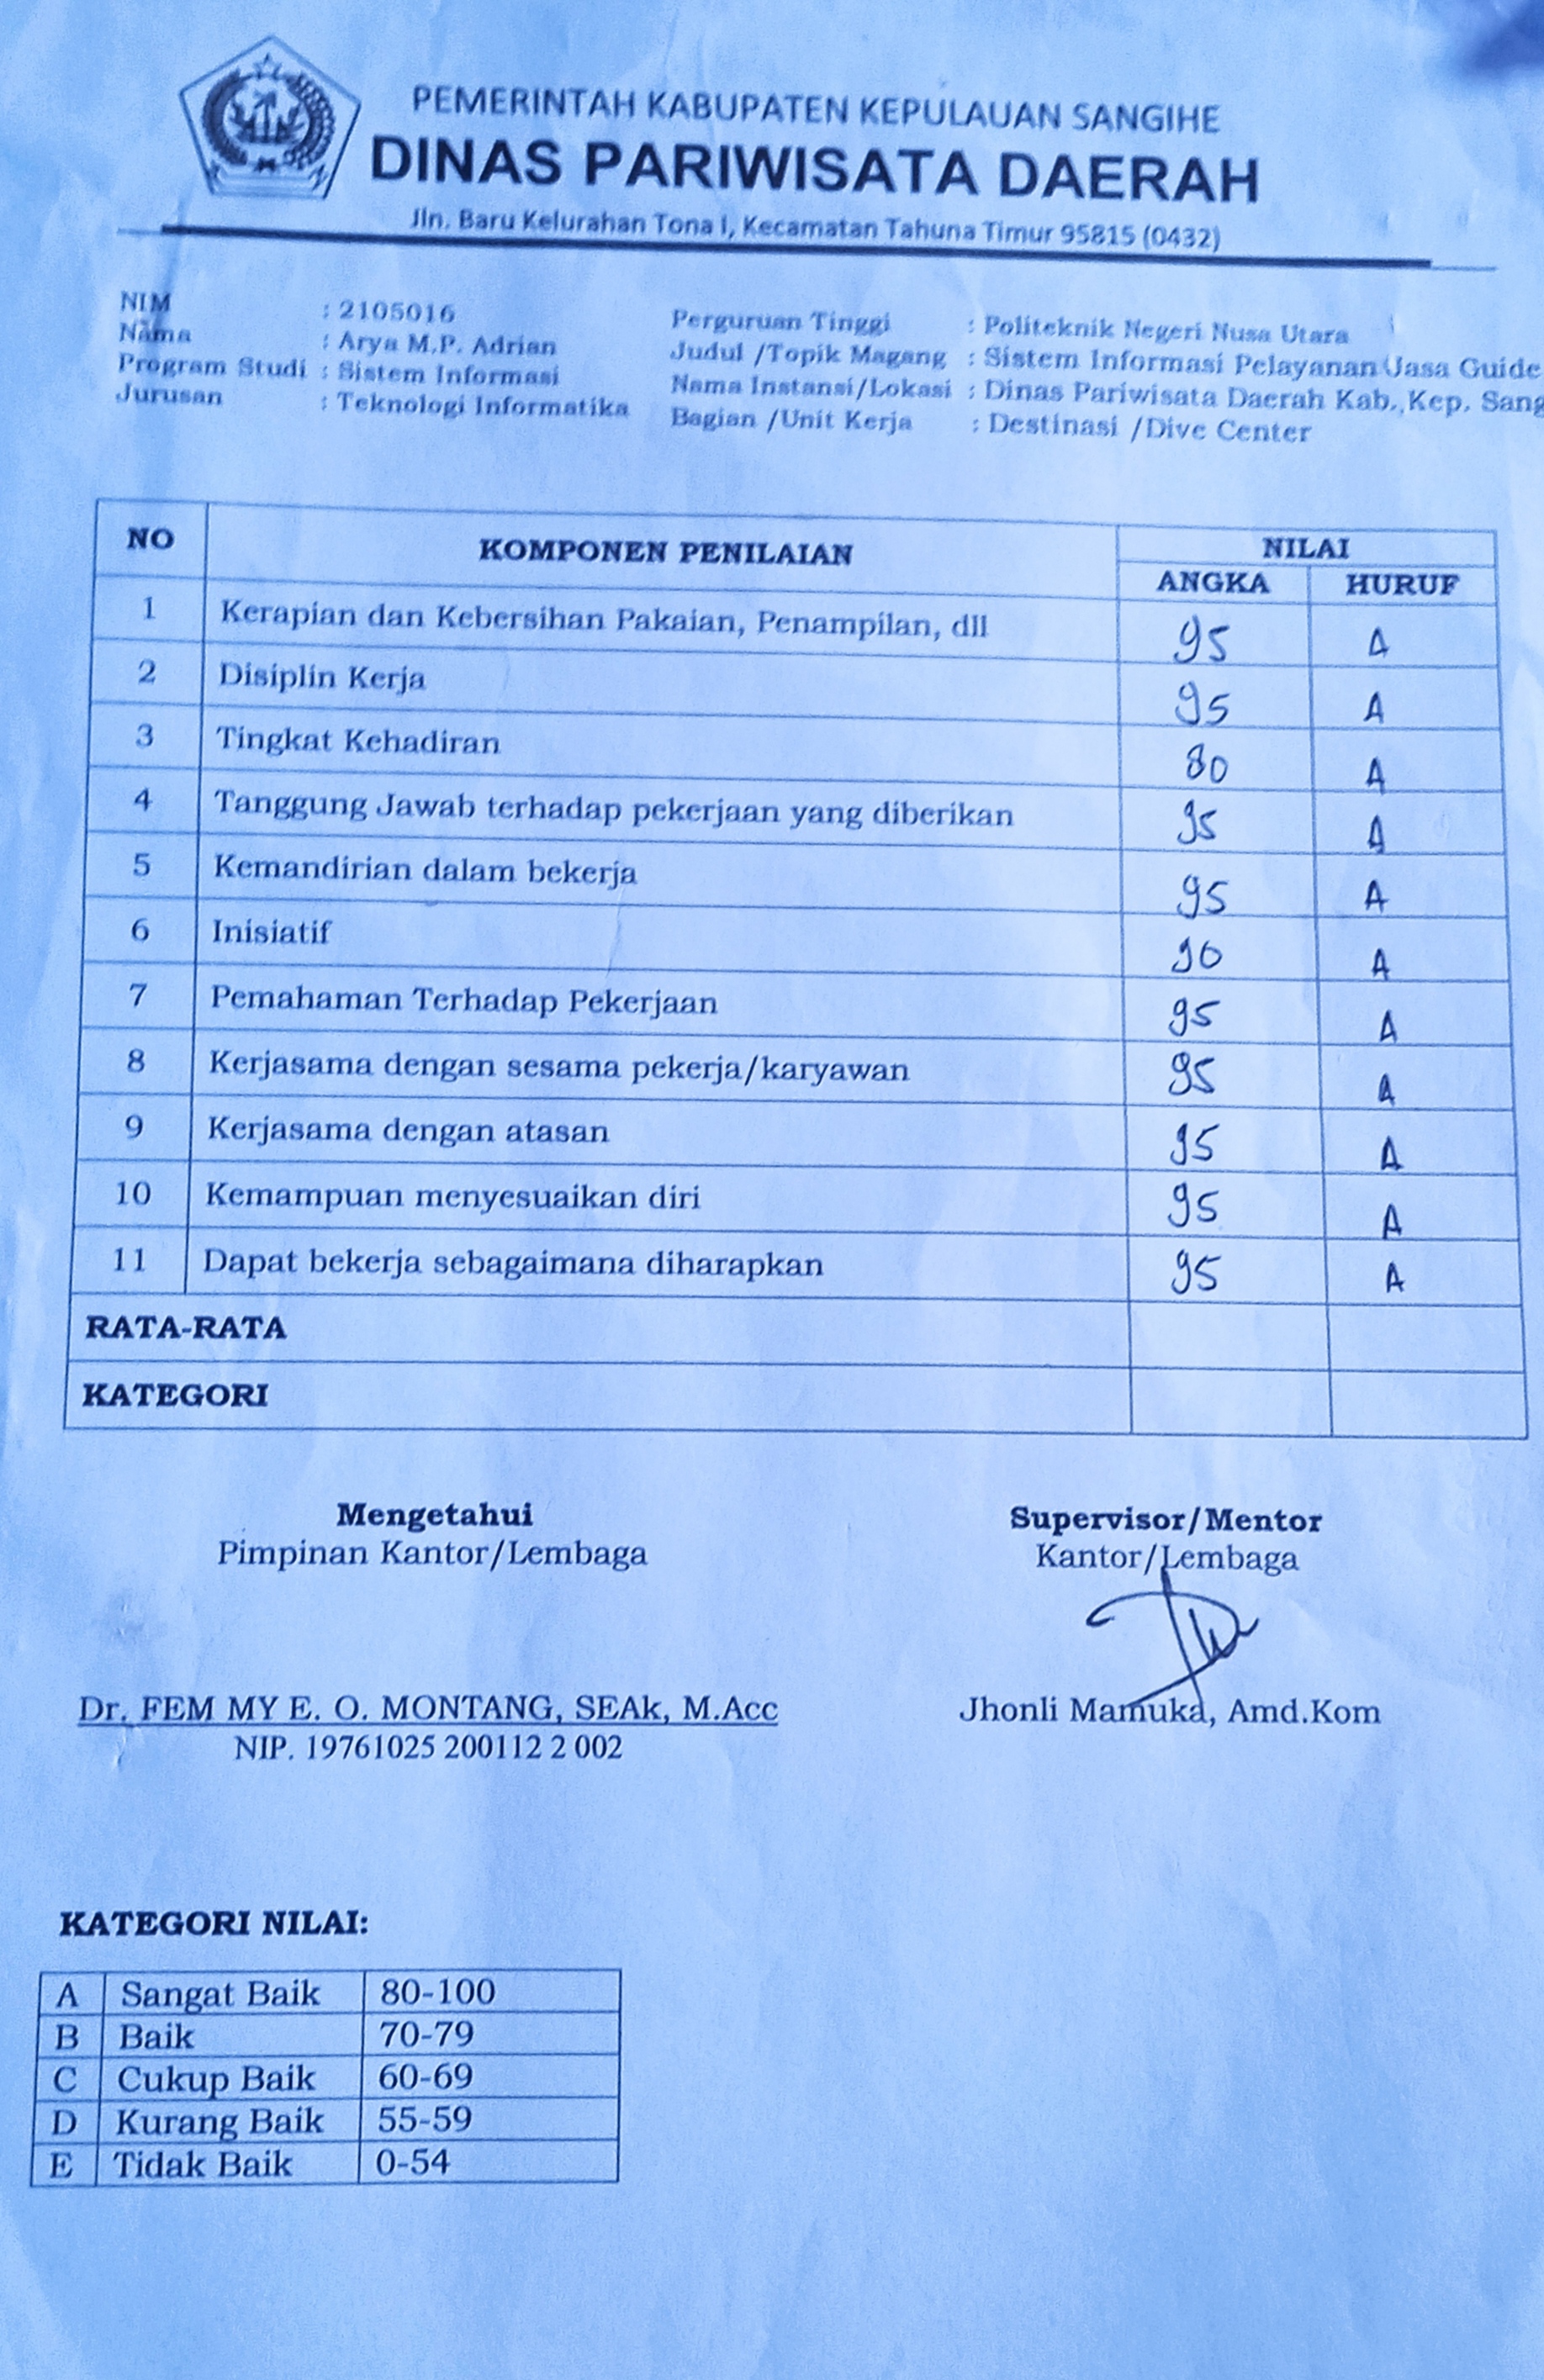 PEMERINTAH KABUPATEN KEPULAUAN SANGIHE
DINAS PARIWISATA DAERAH
Jln. Baru Kelurahan Tona I, Kecamatan Tahuna Timur 95815 (0432)
NIM : 2105016
Nama : Arya M.P. Adrian
Program Studi : Sistem Informasi
Jurusan : Teknologi Informatika
Perguruan Tinggi : Politeknik Negeri Nusa Utara
Judul /Topik Magang : Sistem Informasi Pelayanan Jasa Guide
Nama Instansi/Lokasi : Dinas Pariwisata Daerah Kab. Kep. Sang
Bagian /Unit Kerja : Destinasi /Dive Center
NO KOMPONEN PENILAIAN NILAI
ANGKA HURUF
1 Kerapian dan Kebersihan Pakaian, Penampilan, dll 95 A
2 Disiplin Kerja 95 A
3 Tingkat Kehadiran 80 A
4 Tanggung Jawab terhadap pekerjaan yang diberikan 95 A
5 Kemandirian dalam bekerja 95 A
6 Inisiatif 90 A
7 Pemahaman Terhadap Pekerjaan 95 A
8 Kerjasama dengan sesama pekerja/karyawan 95 A
9 Kerjasama dengan atasan 95 A
10 Kemampuan menyesuaikan diri 95 A
11 Dapat bekerja sebagaimana diharapkan 95 A
RATA-RATA
KATEGORI
Mengetahui
Pimpinan Kantor/Lembaga
Dr. FEM MY E. O. MONTANG, SEAk, M.Acc
NIP. 19761025 200112 2 002
Supervisor/Mentor
Kantor/Lembaga
Jhonli Mamuka, Amd.Kom
KATEGORI NILAI:
A Sangat Baik 80-100
B Baik 70-79
C Cukup Baik 60-69
D Kurang Baik 55-59
E Tidak Baik 0-54